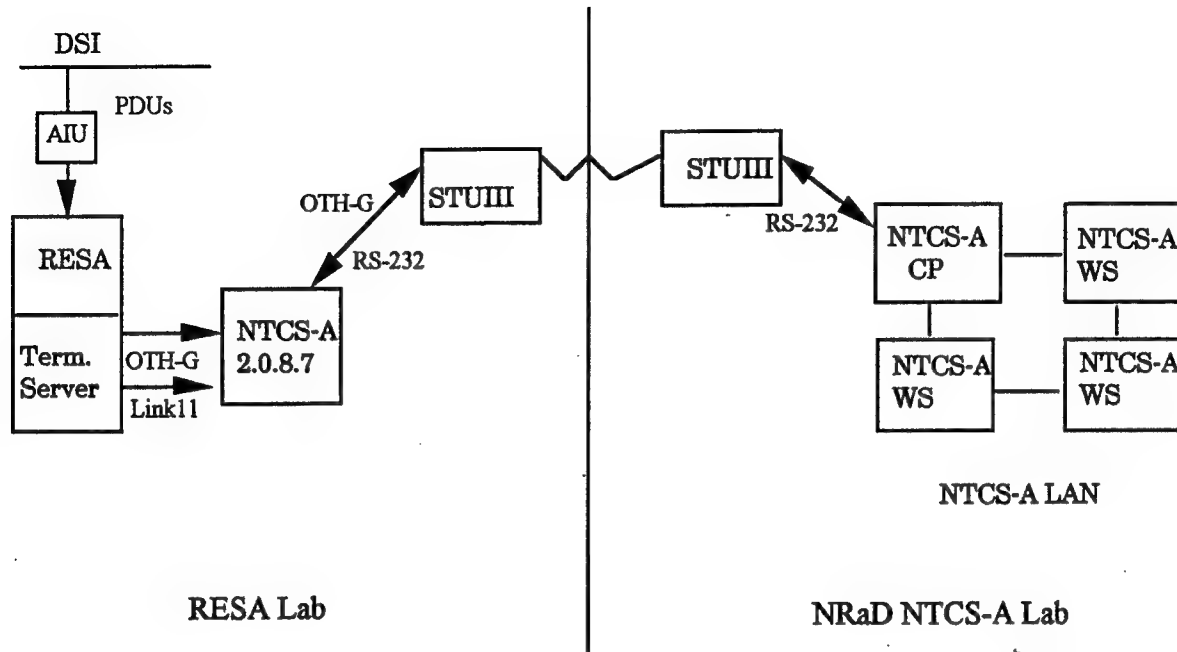 DSI
PDUs
AIU
RESA
Term.
Server
OTH-G
Link11
NTCS-A
2.0.8.7
OTH-G
RS-232
STUIII
STUIII
RS-232
NTCS-A
CP
NTCS-A
WS
NTCS-A
WS
NTCS-A
WS
NTCS-A LAN
RESA Lab
NRaD NTCS-A Lab